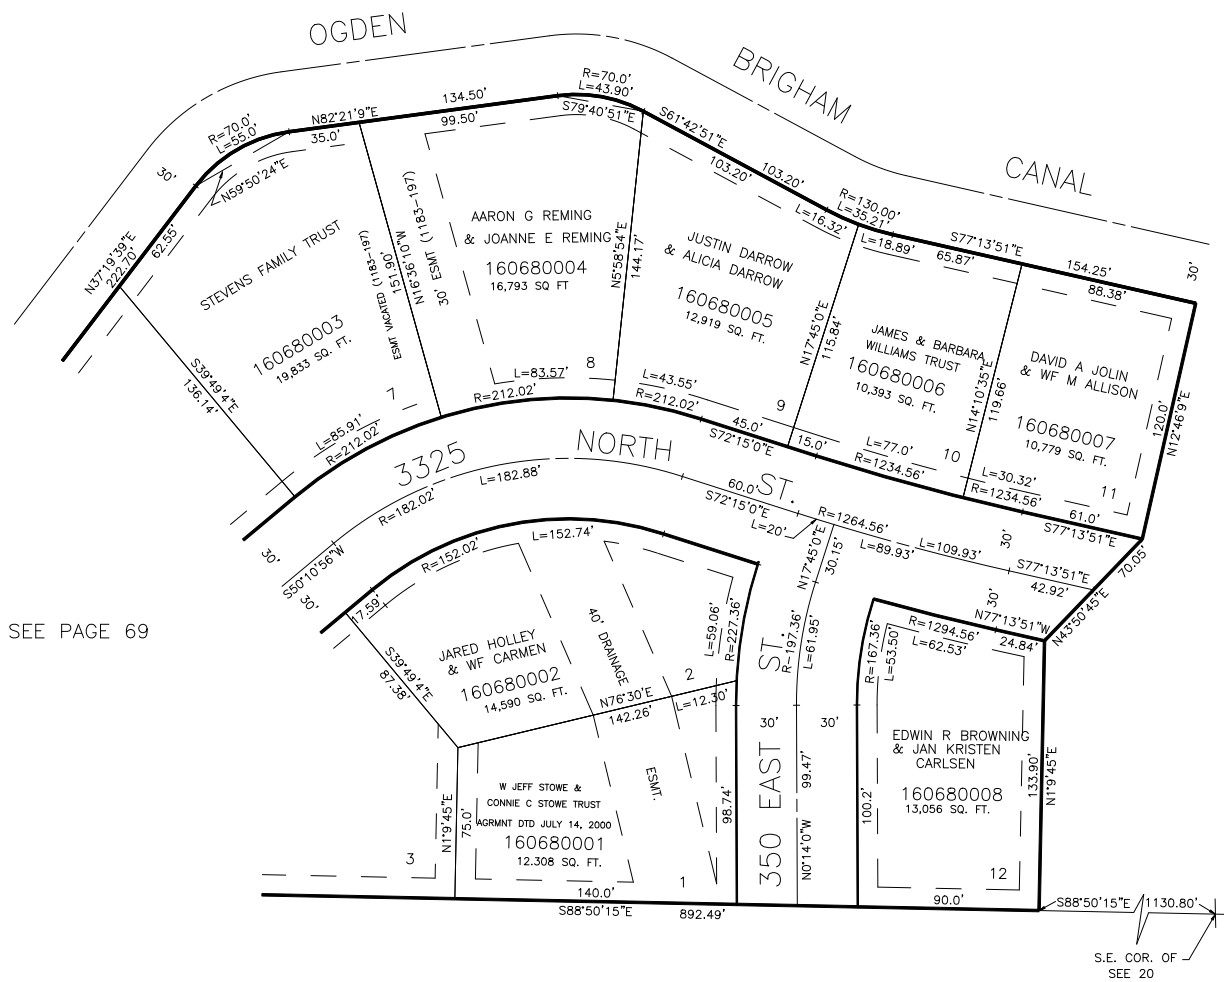 OGDEN
BRIGHAM
CANAL
R=70.0'
L=55.0'
N82°21'9"E
35.0'
134.50'
99.50'
R=70.0'
L=43.90'
S79°40'51"E
S61°42'51"E
103.20'
103.20'
R=130.00'
L=35.21'
L=16.32'
L=18.89'
S77°13'51"E
65.87'
154.25'
88.38'
30'
30'
N59°50'24"E
N37°19'39"E
222.70'
62.55'
STEVENS FAMILY TRUST
160680003
19,833 SQ. FT.
7
S39°49'4"E
136.14'
ESMT VACATED (1183-197)
151.90'
N16°36'10"W
30' ESMT (1183-197)
AARON G REMING
& JOANNE E REMING
160680004
16,793 SQ FT
8
N5°58'54"E
144.17'
L=83.57'
R=212.02'
L=85.91'
R=212.02'
JUSTIN DARROW
& ALICIA DARROW
160680005
12,919 SQ. FT.
9
L=43.55'
R=212.02'
45.0'
S72°15'0"E
15.0'
N17°45'0"E
115.84'
JAMES & BARBARA
WILLIAMS TRUST
160680006
10,393 SQ. FT.
10
L=77.0'
R=1234.56'
N14°10'35"E
119.66'
DAVID A JOLIN
& WF M ALLISON
160680007
10,779 SQ. FT.
11
L=30.32'
R=1234.56'
61.0'
S77°13'51"E
120.0'
N12°46'9"E
3325
NORTH
ST.
R=182.02'
L=182.88'
60.0'
S72°15'0"E
L=20'
R=1264.56'
L=89.93'
L=109.93'
30'
S77°13'51"E
42.92'
70.05'
N43°50'45"E
30'
S50°10'56"W
30'
17.59'
R=152.02'
L=152.74'
N17°45'0"E
30.15'
SEE PAGE 69
S39°49'4"E
87.38'
JARED HOLLEY
& WF CARMEN
160680002
14,590 SQ. FT.
2
40' DRAINAGE
ESMT.
N76°30'E
142.26'
L=12.30'
L=59.06'
R=227.36'
R-197.36'
L=61.95'
R=167.36'
L=53.50'
30'
N77°13'51"W
R=1294.56'
L=62.53'
24.84'
30'
30'
350 EAST ST.
98.74'
99.47'
N0°14'0"W
100.2'
W JEFF STOWE &
CONNIE C STOWE TRUST
AGRMNT DTD JULY 14, 2000
160680001
12.308 SQ. FT.
1
N1°9'45"E
75.0'
3
140.0'
S88°50'15"E
892.49'
EDWIN R BROWNING
& JAN KRISTEN
CARLSEN
160680008
13,056 SQ. FT.
12
133.90'
N1°9'45"E
90.0'
S88°50'15"E
1130.80'
S.E. COR. OF
SEE 20